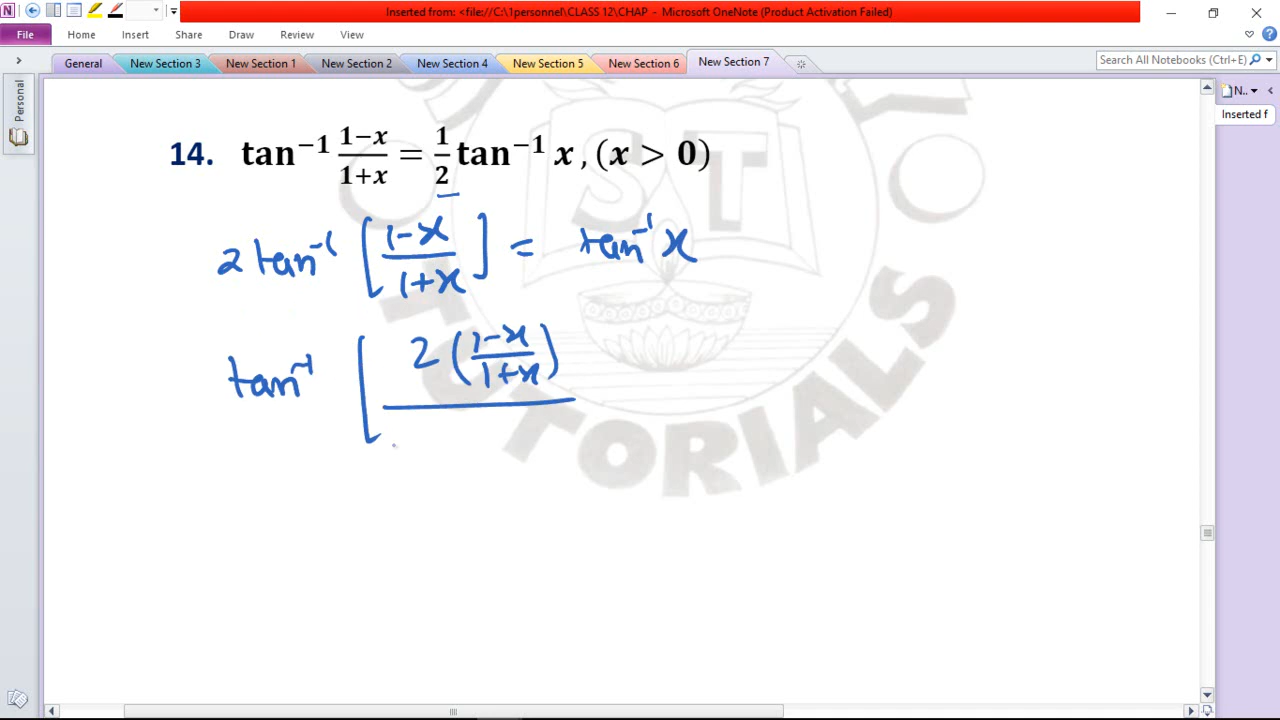 Inserted from: <file://C:\1personnel\CLASS 12\CHAP - Microsoft OneNote (Product Activation Failed)
File Home Insert Share Draw Review View
General New Section 3 New Section 1 New Section 2 New Section 4 New Section 5 New Section 6 New Section 7
Search All Notebooks (Ctrl+E)
N..
Personal
Inserted f
14. tan⁻¹ (1−x)/(1+x) = 1/2 tan⁻¹ x , (x > 0)
2 tan⁻¹ [ (1−x)/(1+x) ] = tan⁻¹ x
tan⁻¹ [ 2 ( (1−x)/(1+x) )
S T
TUTORIALS